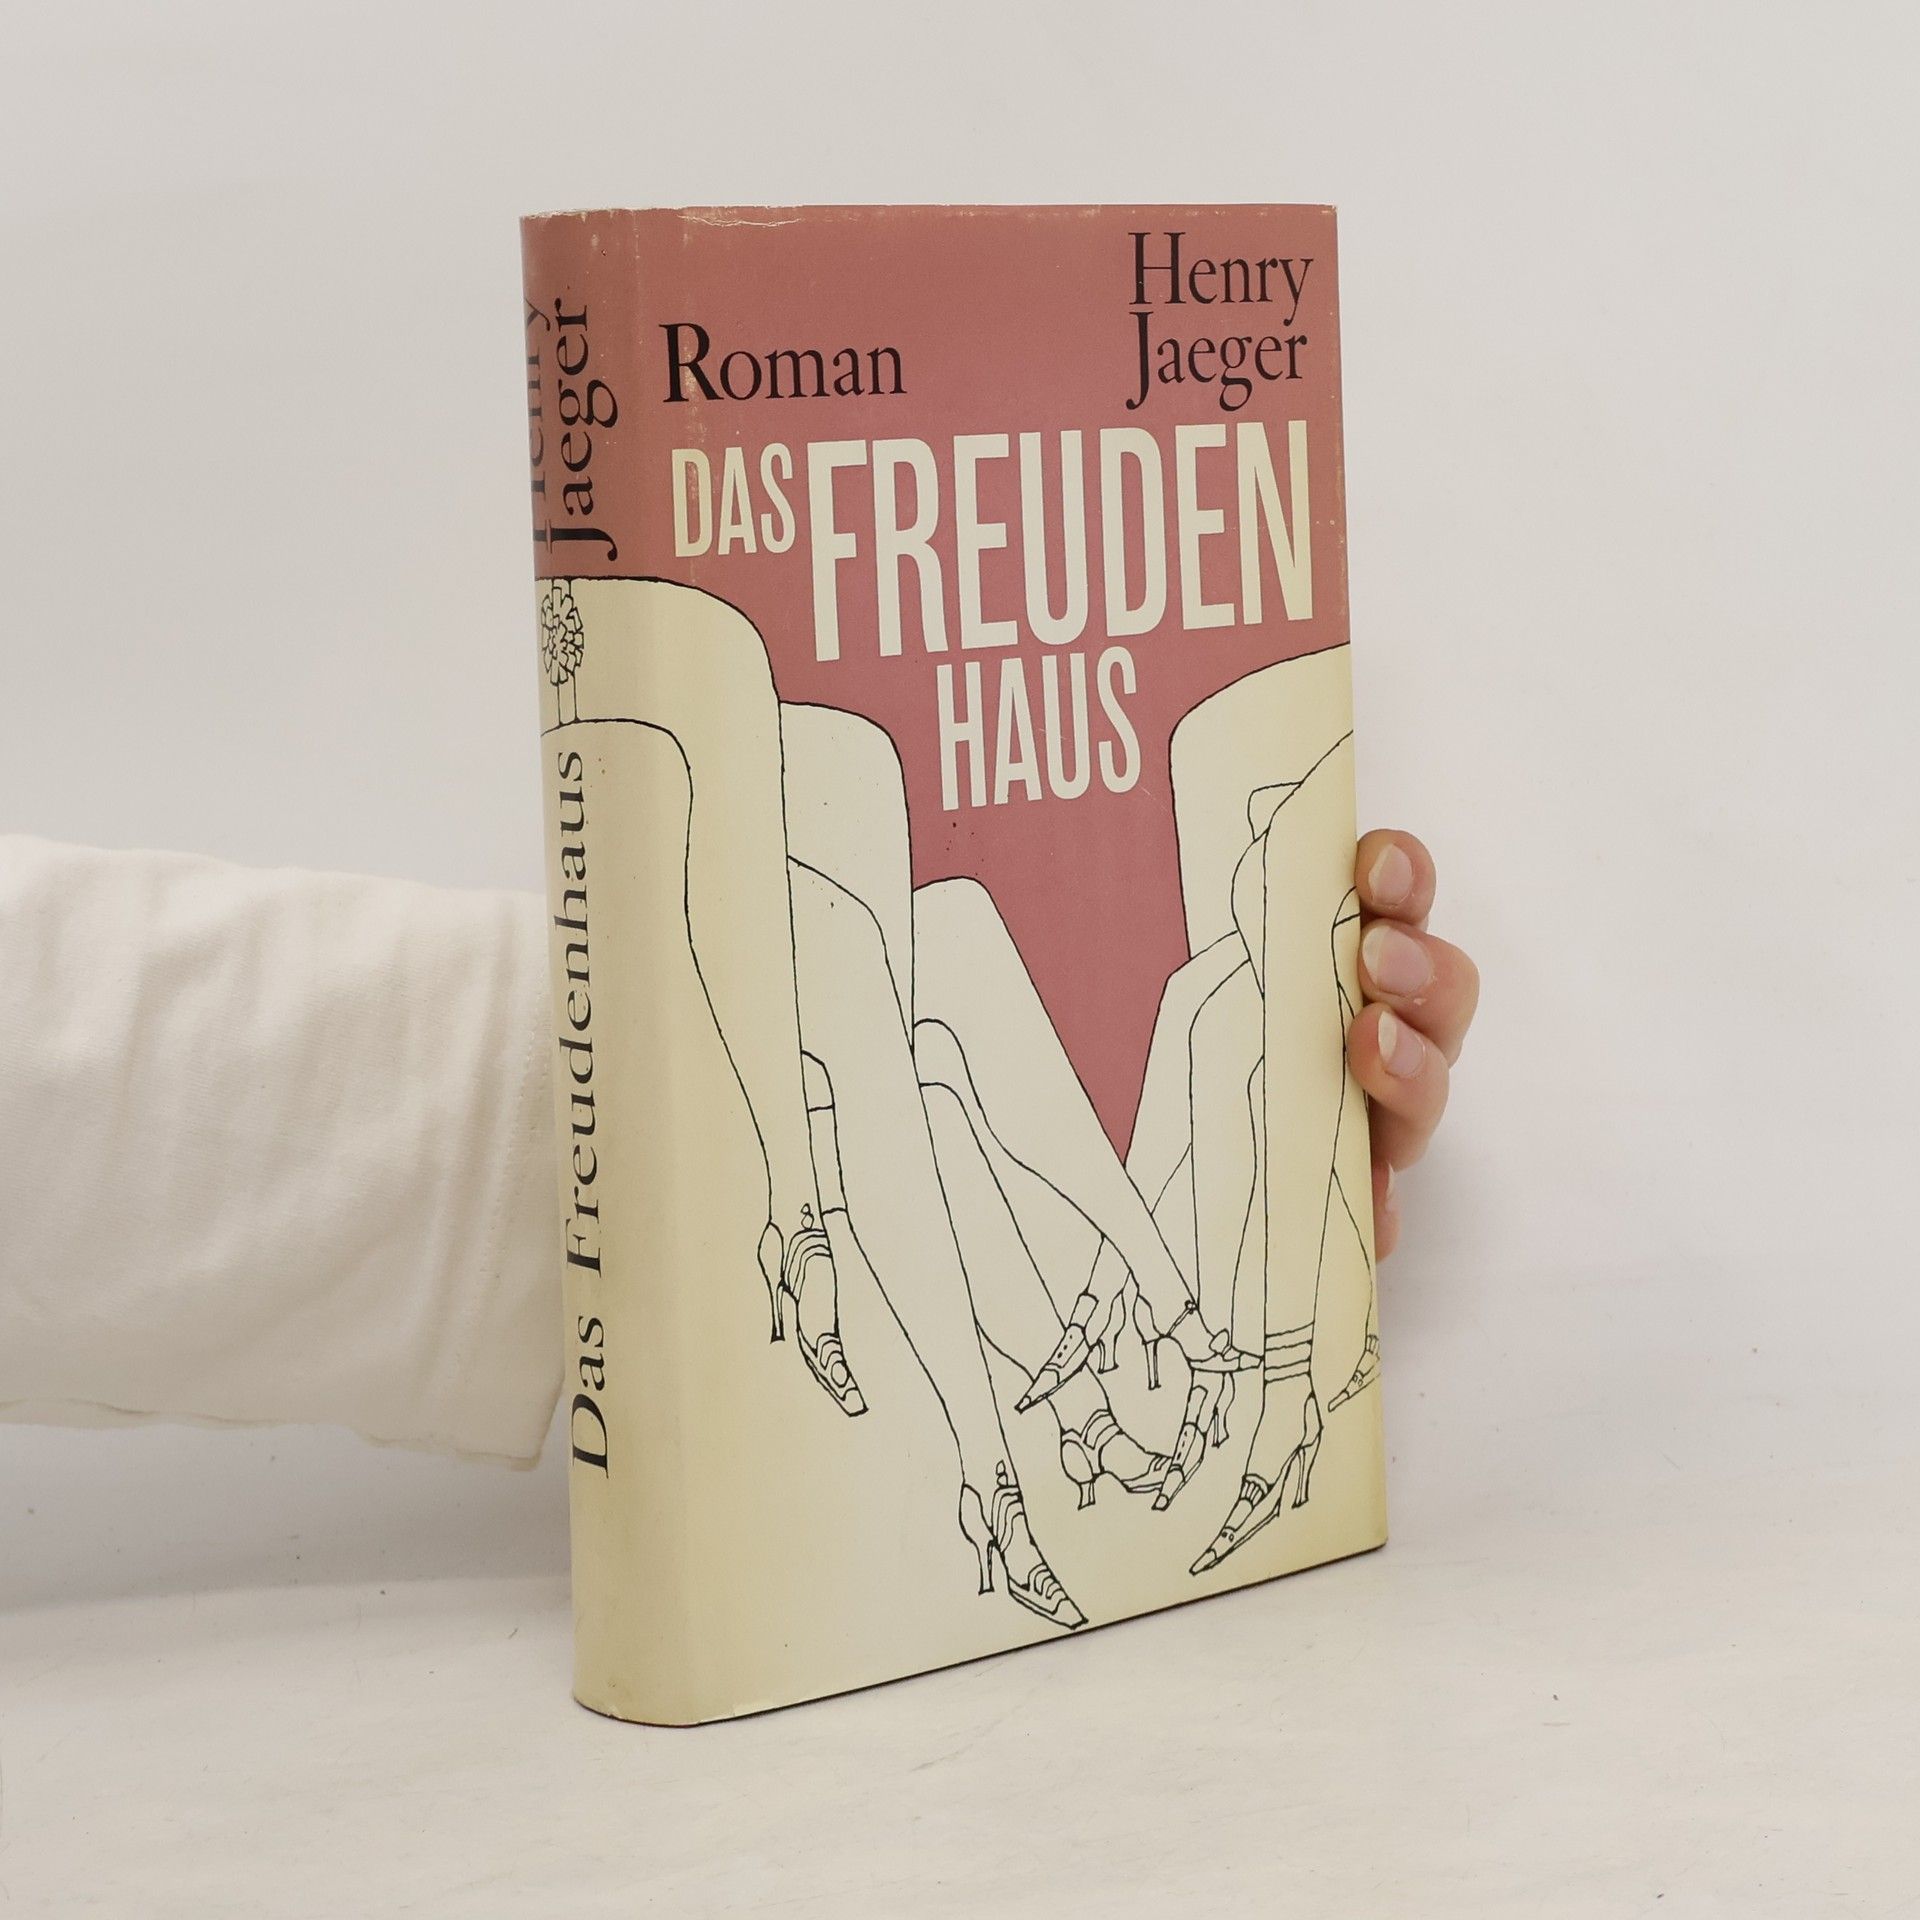 Henry
Jaeger
Das Freudenhaus
Henry
Jaeger
Roman
DAS FREUDEN
HAUS